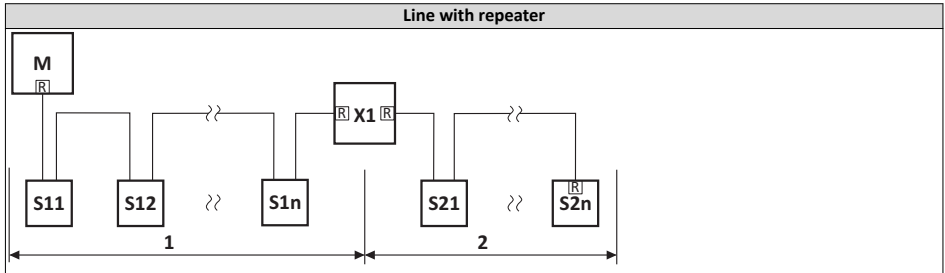 Line with repeater
M
R
R X1 R
S11 S12 S1n S21 R S2n
1 2